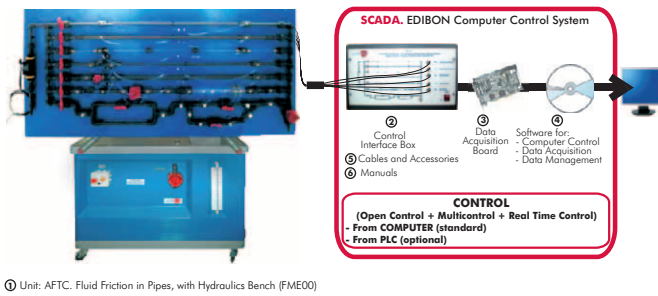 SCADA. EDIBON Computer Control System
② Control
Interface Box
③ Data
Acquisition
Board
④ Software for:
- Computer Control
- Data Acquisition
- Data Management
⑤ Cables and Accessories
⑥ Manuals
CONTROL
(Open Control + Multicontrol + Real Time Control)
- From COMPUTER (standard)
- From PLC (optional)
① Unit: AFTC. Fluid Friction in Pipes, with Hydraulics Bench (FME00)